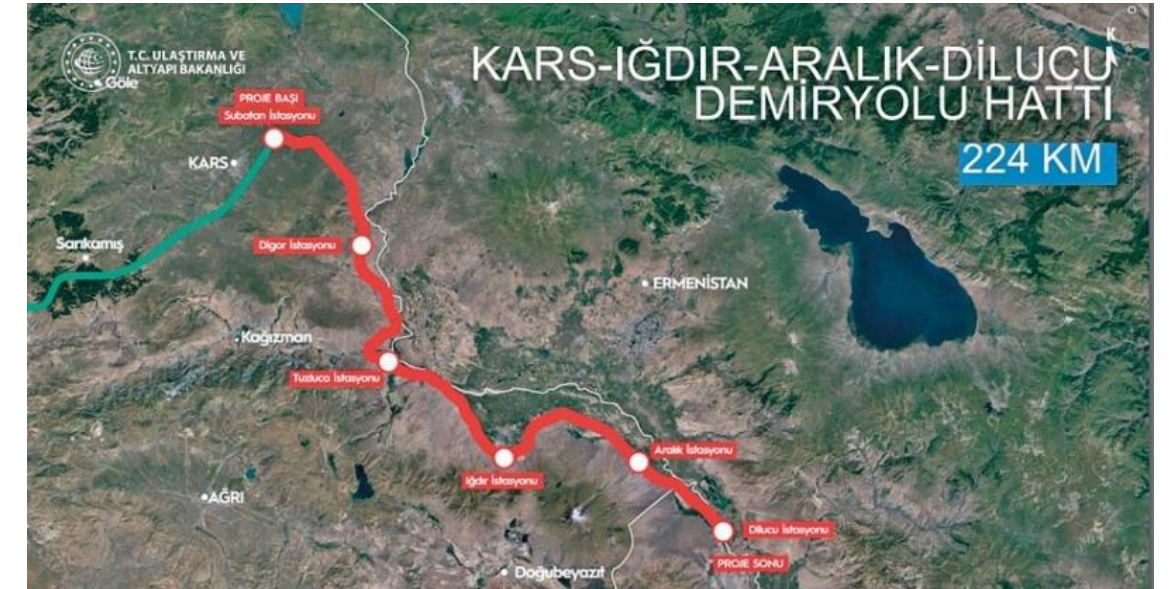 T.C. ULAŞTIRMA VE
ALTYAPI BAKANLIĞI
Göle
KARS-IĞDIR-ARALIK-DİLUCU
DEMİRYOLU HATTI
224 KM
K
PROJE BAŞI
Subatan İstasyonu
KARS
Sarıkamış
Digor İstasyonu
ERMENİSTAN
Kağızman
Tuzluca İstasyonu
Iğdır İstasyonu
Aralık İstasyonu
AĞRI
Dilucu İstasyonu
PROJE SONU
Doğubeyazıt